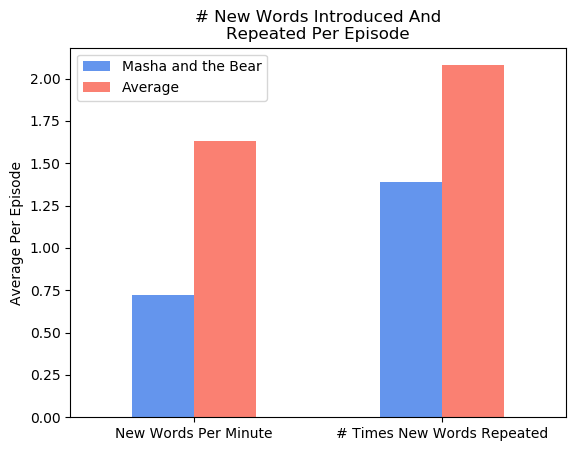 # New Words Introduced And
Repeated Per Episode
Masha and the Bear
Average
Average Per Episode
2.00
1.75
1.50
1.25
1.00
0.75
0.50
0.25
0.00
New Words Per Minute
# Times New Words Repeated